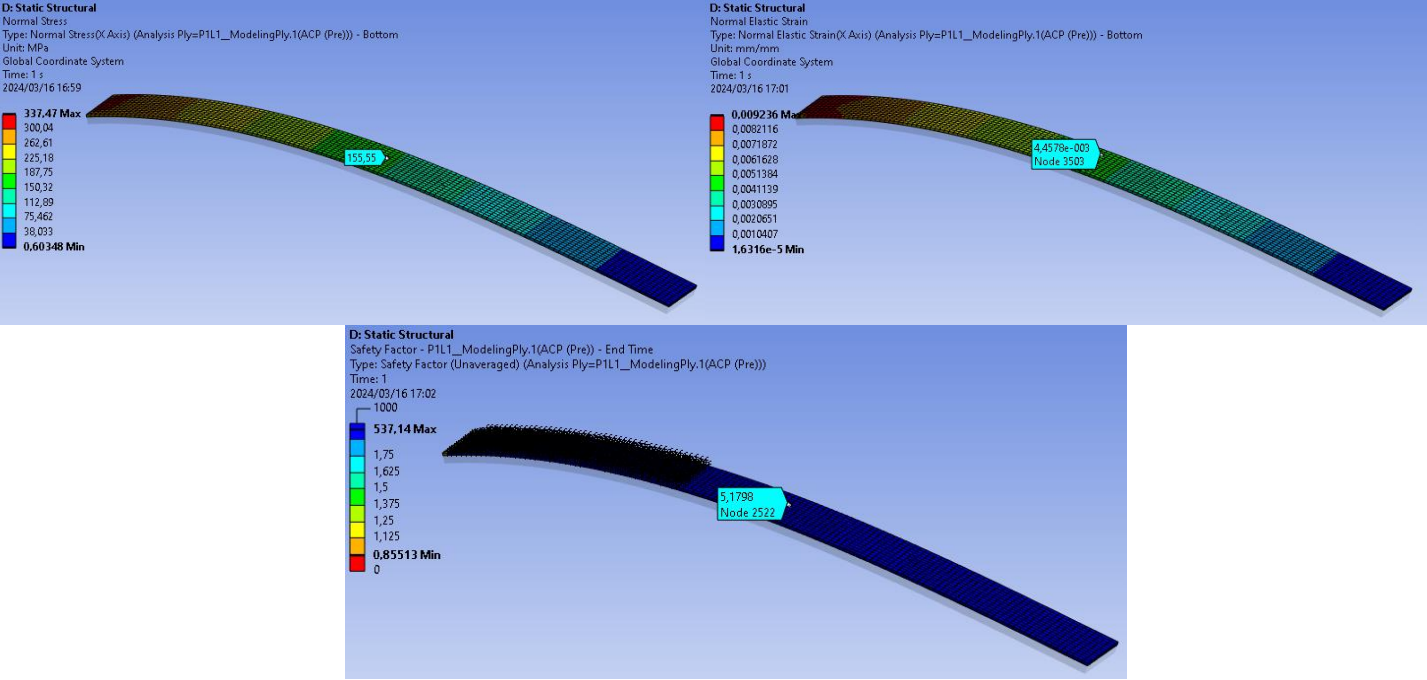 D: Static Structural
Normal Stress
Type: Normal Stress(X Axis) (Analysis Ply=P1L1__ModelingPly.1(ACP (Pre))) - Bottom
Unit: MPa
Global Coordinate System
Time: 1 s
2024/03/16 16:59
337,47 Max
300,04
262,61
225,18
187,75
150,32
112,89
75,462
38,033
0,60348 Min
155,55
D: Static Structural
Normal Elastic Strain
Type: Normal Elastic Strain(X Axis) (Analysis Ply=P1L1__ModelingPly.1(ACP (Pre))) - Bottom
Unit: mm/mm
Global Coordinate System
Time: 1 s
2024/03/16 17:01
0,009236 Ma
0,0082116
0,0071872
0,0061628
0,0051384
0,0041139
0,0030895
0,0020651
0,0010407
1,6316e-5 Min
4,4578e-003
Node 3503
D: Static Structural
Safety Factor - P1L1__ModelingPly.1(ACP (Pre)) - End Time
Type: Safety Factor (Unaveraged) (Analysis Ply=P1L1__ModelingPly.1(ACP (Pre)))
Time: 1
2024/03/16 17:02
1000
537,14 Max
1,75
1,625
1,5
1,375
1,25
1,125
0,85513 Min
0
5,1798
Node 2522